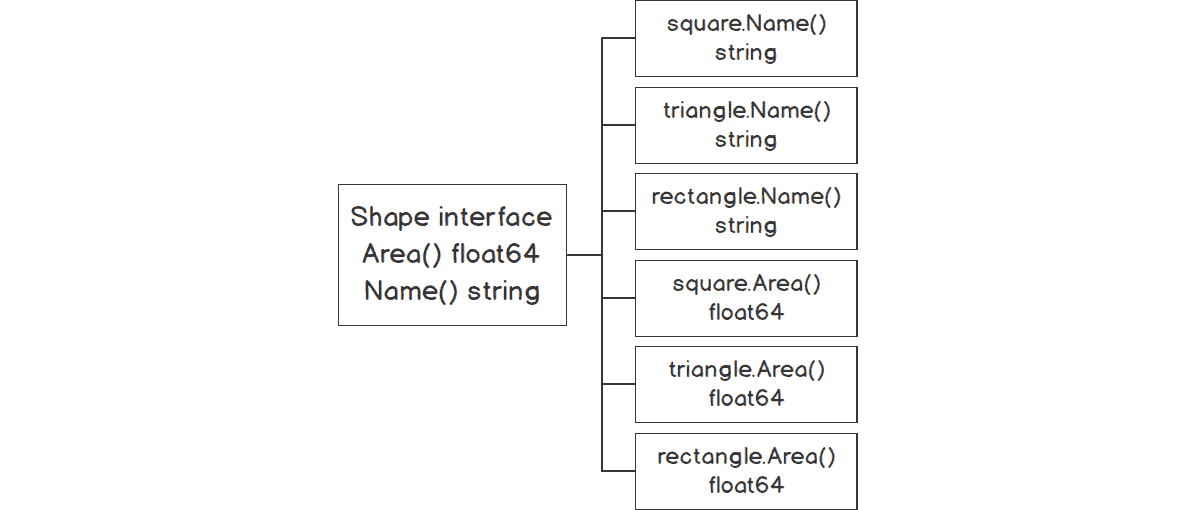 Shape interface
Area() float64
Name() string
square.Name()
string
triangle.Name()
string
rectangle.Name()
string
square.Area()
float64
triangle.Area()
float64
rectangle.Area()
float64